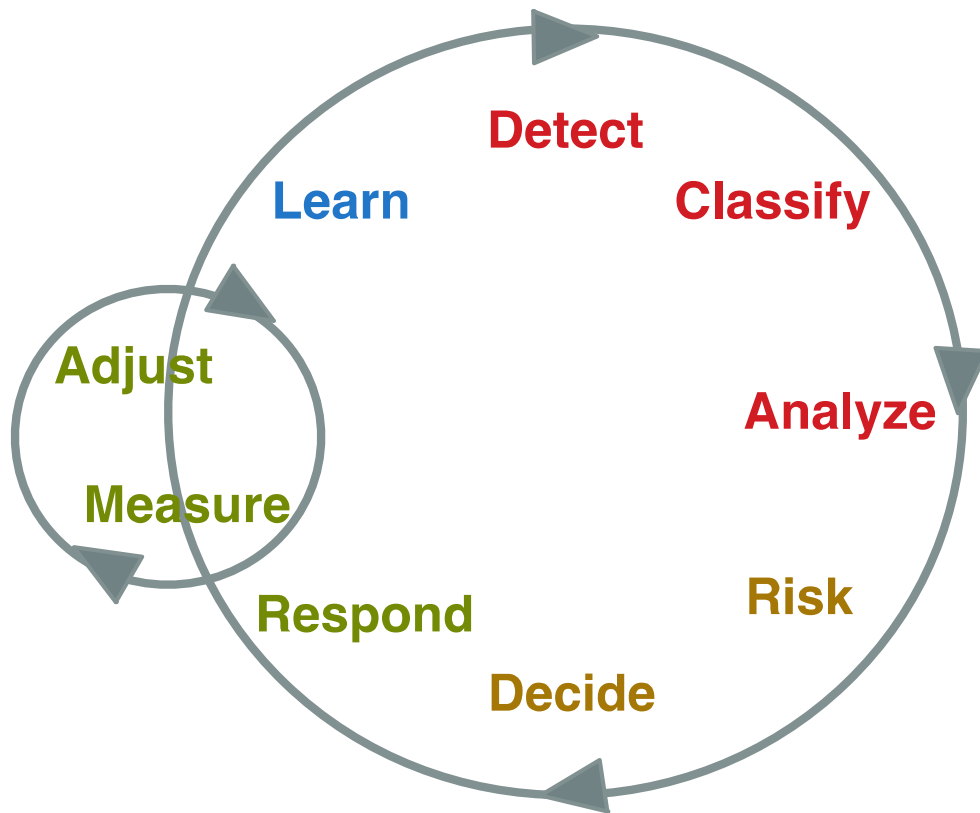 Detect
Learn
Classify
Adjust
Analyze
Measure
Risk
Respond
Decide